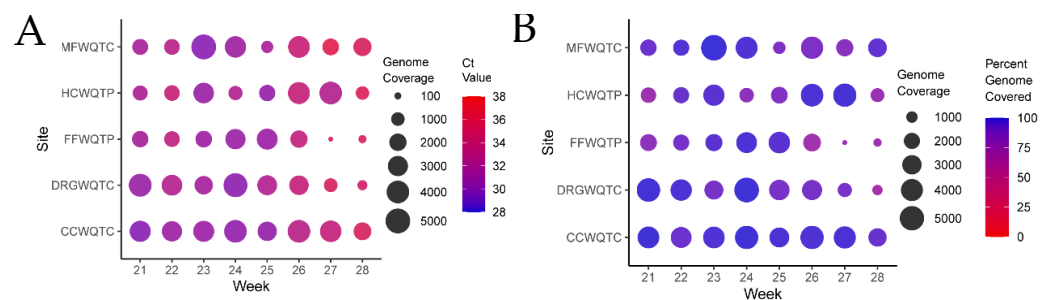 A
MFWQTC
HCWQTP
FFWQTP
DRGWQTC
CCWQTC
Site
21 22 23 24 25 26 27 28
Week
Genome
Coverage
100
1000
2000
3000
4000
5000
Ct
Value
38
36
34
32
30
28
B
MFWQTC
HCWQTP
FFWQTP
DRGWQTC
CCWQTC
Site
21 22 23 24 25 26 27 28
Week
Genome
Coverage
1000
2000
3000
4000
5000
Percent
Genome
Covered
100
75
50
25
0